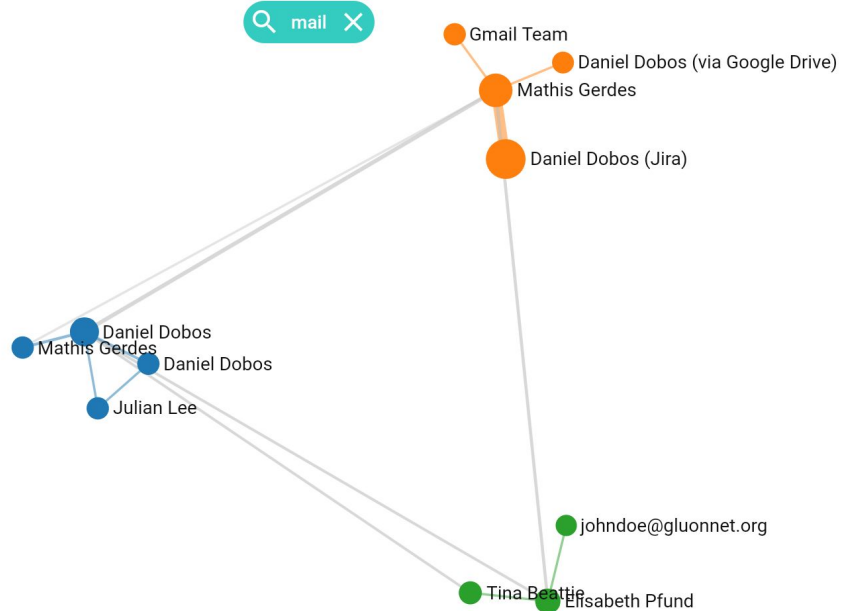 mail
Gmail Team
Daniel Dobos (via Google Drive)
Mathis Gerdes
Daniel Dobos (Jira)
Daniel Dobos
Mathis Gerdes
Daniel Dobos
Julian Lee
johndoe@gluonnet.org
Tina Beattie
Elisabeth Pfund